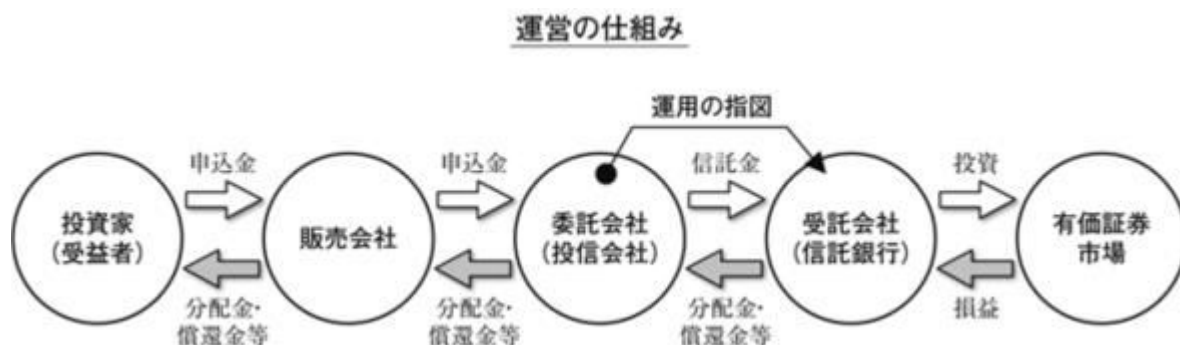 運営の仕組み
運用の指図
申込金
申込金
信託金
投資
投資家
(受益者)
販売会社
委託会社
(投信会社)
受託会社
(信託銀行)
有価証券
市場
分配金・
償還金等
分配金・
償還金等
分配金・
償還金等
損益